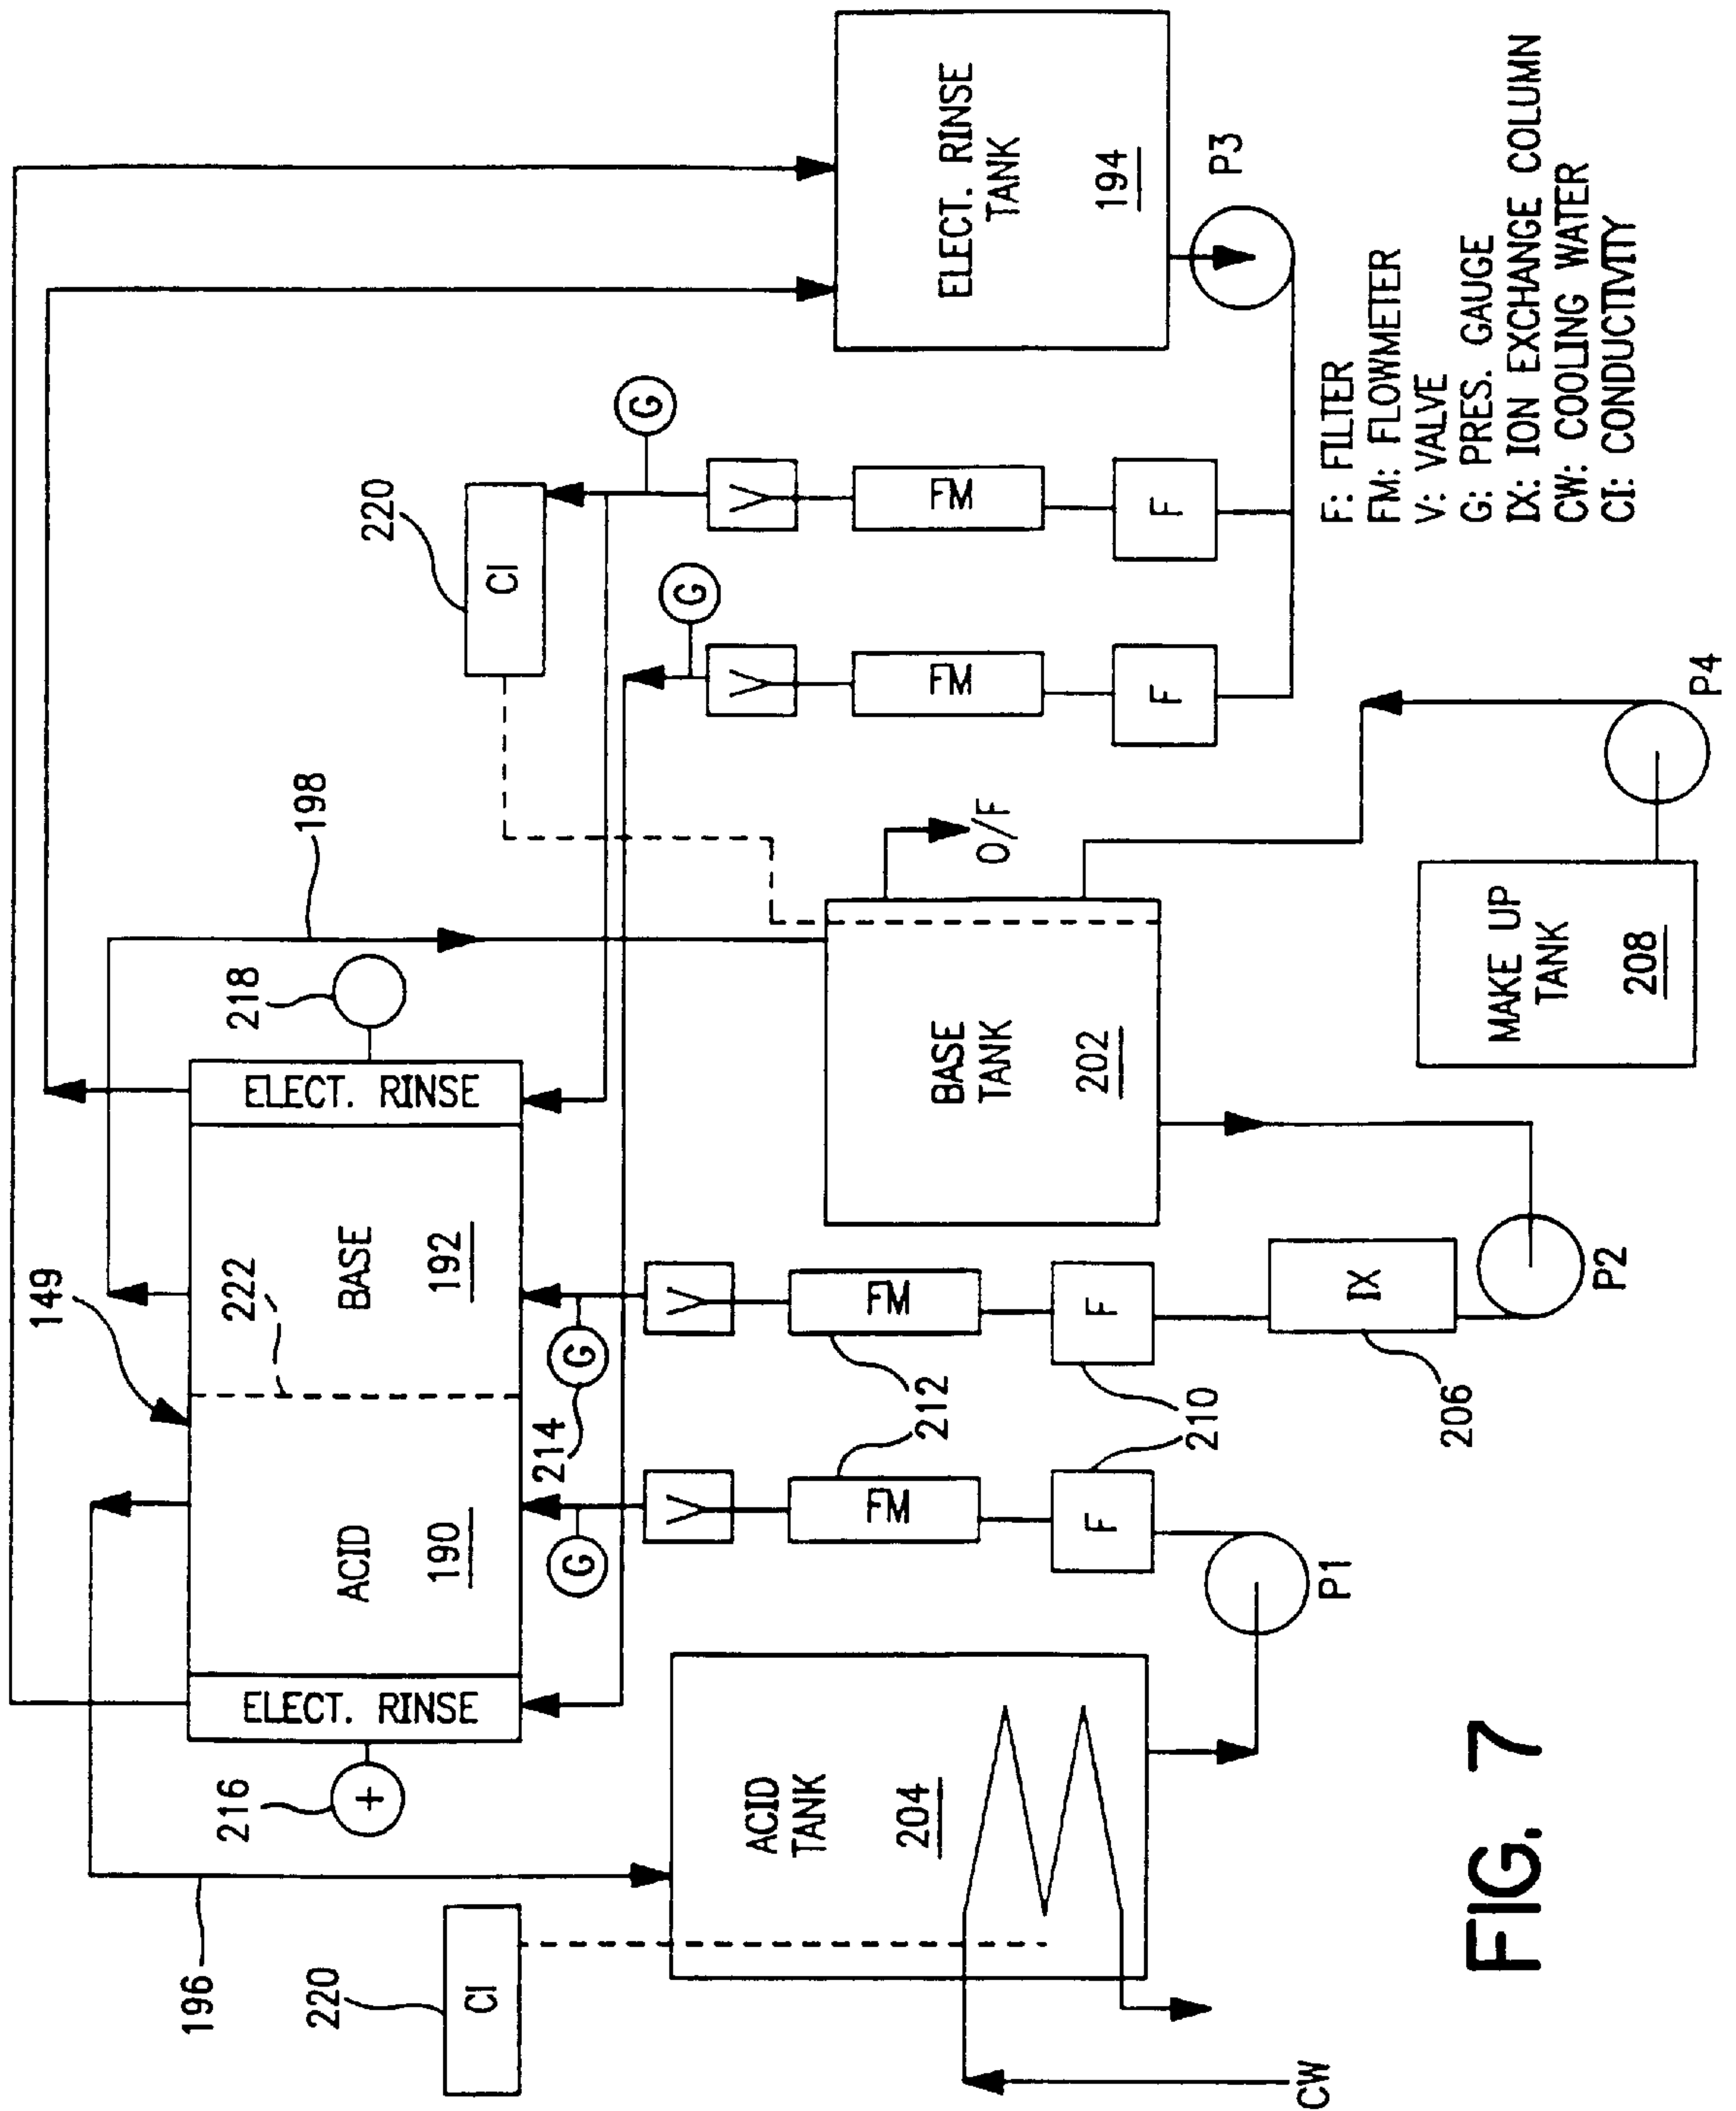 149
222
ELECT. RINSE
ACID
190
BASE
192
ELECT. RINSE
216
+
218
196
198
220
CI
220
CI
G
G
214
G
G
V
V
V
V
FM
FM
212
FM
FM
F
F
210
F
F
IX
206
ACID
TANK
204
BASE
TANK
202
O/F
ELECT. RINSE
TANK
194
MAKE UP
TANK
208
CW
P1
P2
P3
P4
F: FILTER
FM: FLOWMETER
V: VALVE
G: PRES. GAUGE
IX: ION EXCHANGE COLUMN
CW: COOLING WATER
CI: CONDUCTIVITY
FIG. 7